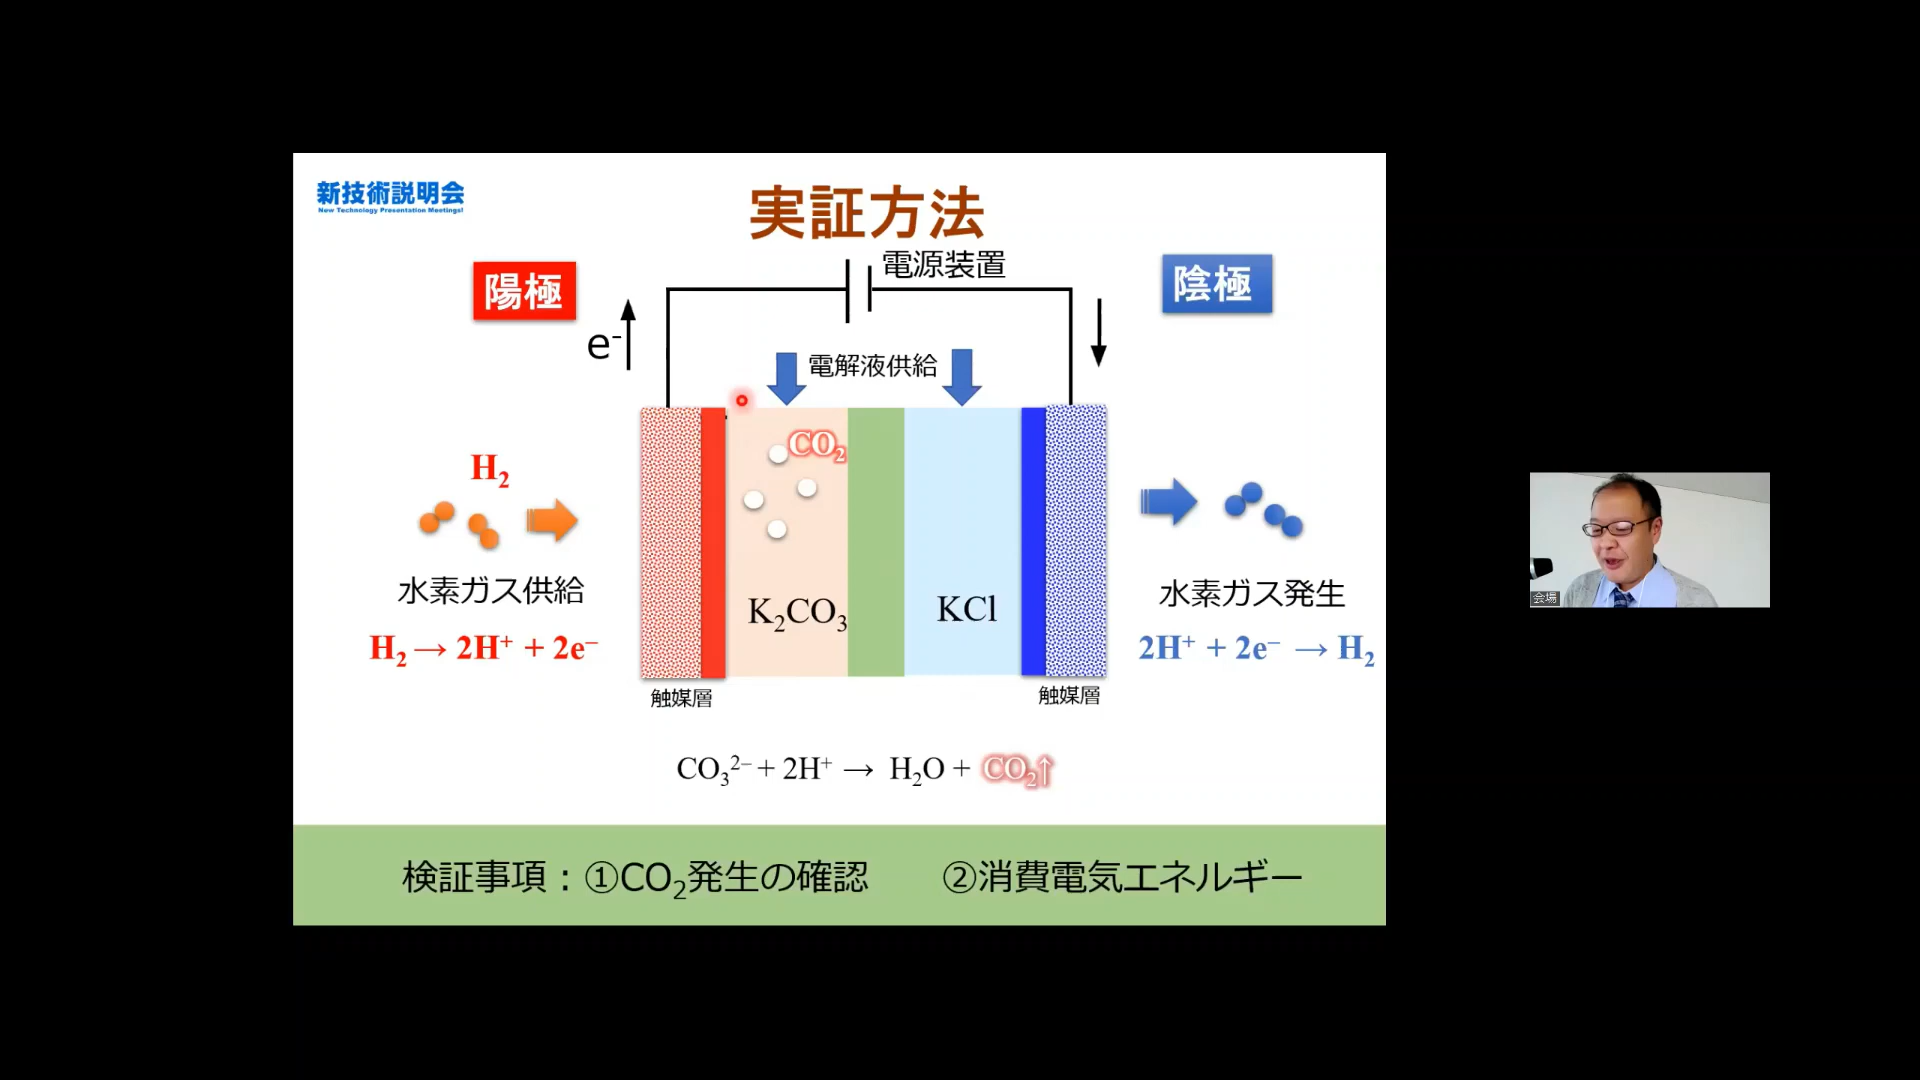 新技術説明会
New Technology Presentation Meetings!
実証方法
電源装置
陽極
陰極
e⁻
電解液供給
CO₂
H₂
水素ガス供給
水素ガス発生
K₂CO₃
KCl
H₂ → 2H⁺ + 2e⁻
2H⁺ + 2e⁻ → H₂
触媒層
触媒層
CO₃²⁻ + 2H⁺ → H₂O + CO₂↑
検証事項：①CO₂発生の確認 ②消費電気エネルギー
会場